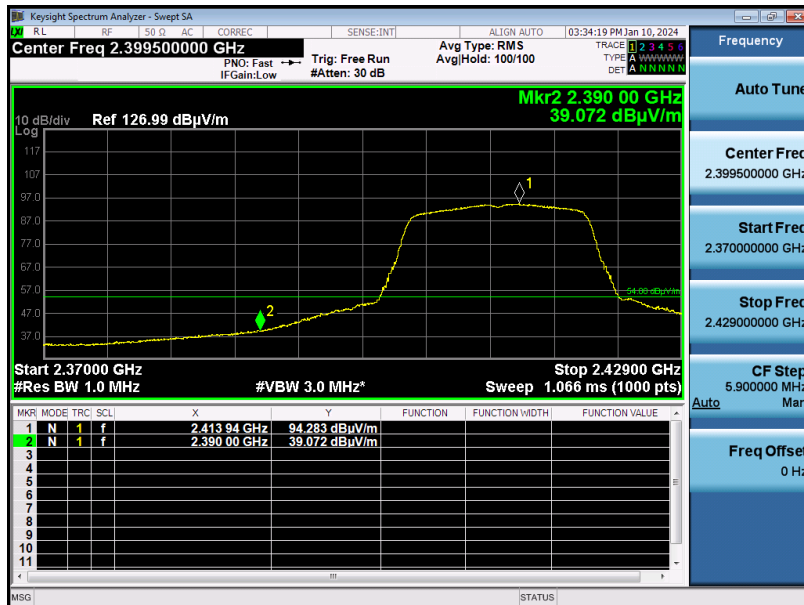 Keysight Spectrum Analyzer - Swept SA
LXI RL RF 50 Ω AC CORREC SENSE:INT ALIGN AUTO 03:34:19 PM Jan 10, 2024
Center Freq 2.399500000 GHz
PNO: Fast
IFGain:Low
Trig: Free Run
#Atten: 30 dB
Avg Type: RMS
Avg|Hold: 100/100
TRACE 1 2 3 4 5 6
TYPE A W W W W W
DET A N N N N N
Mkr2 2.390 00 GHz
39.072 dBµV/m
10 dB/div Ref 126.99 dBµV/m
Log
117
107
97.0
87.0
77.0
67.0
57.0
47.0
37.0
1
2
54.00 dBµV/m
Start 2.37000 GHz Stop 2.42900 GHz
#Res BW 1.0 MHz #VBW 3.0 MHz* Sweep 1.066 ms (1000 pts)
MKR MODE TRC SCL X Y FUNCTION FUNCTION WIDTH FUNCTION VALUE
1 N 1 f 2.413 94 GHz 94.283 dBµV/m
2 N 1 f 2.390 00 GHz 39.072 dBµV/m
3
4
5
6
7
8
9
10
11
MSG STATUS
Frequency
Auto Tune
Center Freq
2.399500000 GHz
Start Freq
2.370000000 GHz
Stop Freq
2.429000000 GHz
CF Step
5.900000 MHz
Auto Man
Freq Offset
0 Hz